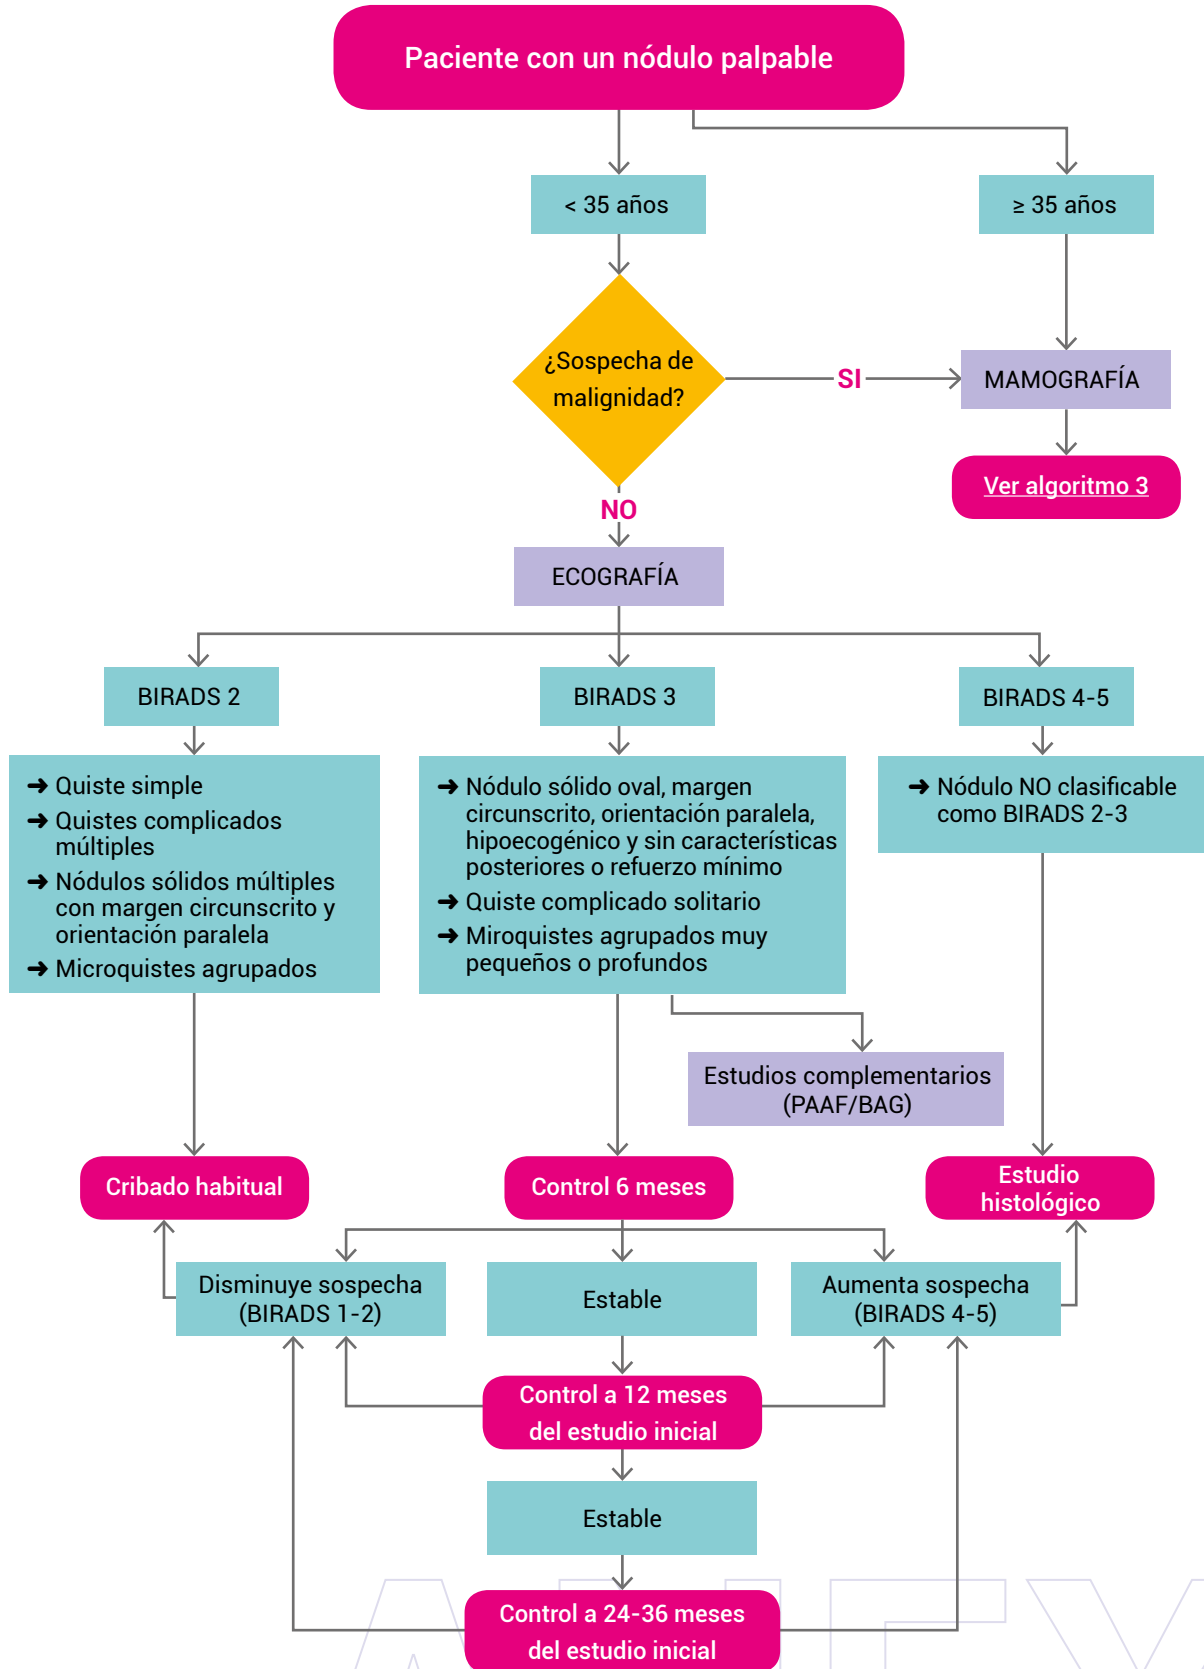 Paciente con un nódulo palpable
< 35 años
≥ 35 años
¿Sospecha de
malignidad?
SI
MAMOGRAFÍA
Ver algoritmo 3
NO
ECOGRAFÍA
BIRADS 2
BIRADS 3
BIRADS 4-5
➜ Quiste simple
➜ Quistes complicados
múltiples
➜ Nódulos sólidos múltiples
con margen circunscrito y
orientación paralela
➜ Microquistes agrupados
➜ Nódulo sólido oval, margen
circunscrito, orientación paralela,
hipoecogénico y sin características
posteriores o refuerzo mínimo
➜ Quiste complicado solitario
➜ Miroquistes agrupados muy
pequeños o profundos
➜ Nódulo NO clasificable
como BIRADS 2-3
Estudios complementarios
(PAAF/BAG)
Cribado habitual
Control 6 meses
Estudio
histológico
Disminuye sospecha
(BIRADS 1-2)
Estable
Aumenta sospecha
(BIRADS 4-5)
Control a 12 meses
del estudio inicial
Estable
Control a 24-36 meses
del estudio inicial